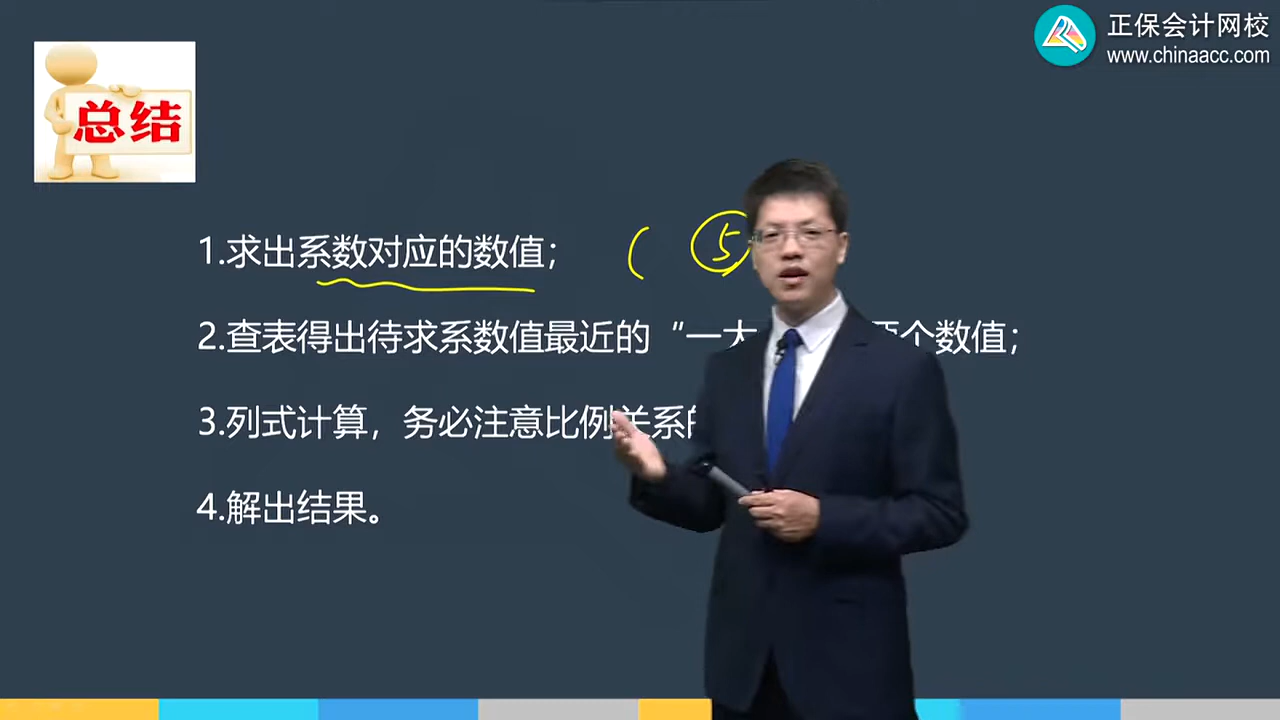 正保会计网校
www.chinaacc.com
总结
1.求出系数对应的数值； ( 5
2.查表得出待求系数值最近的“一大 个数值；
3.列式计算，务必注意比例关系
4.解出结果。